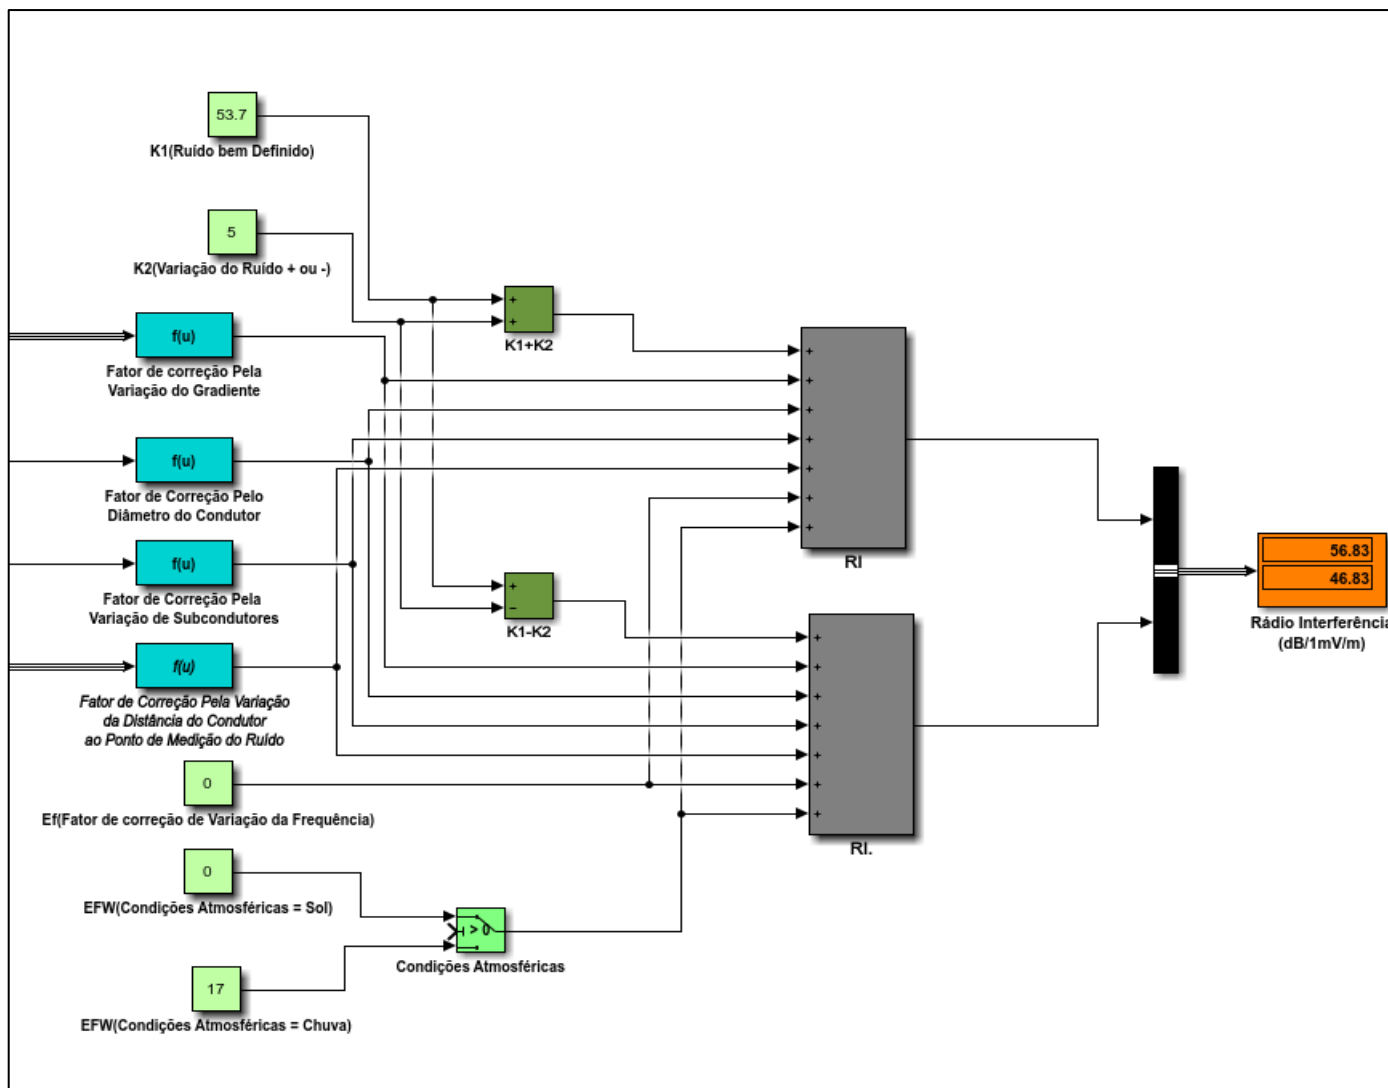 53.7
K1(Ruído bem Definido)
5
K2(Variação do Ruído + ou -)
+
+
K1+K2
f(u)
Fator de correção Pela
Variação do Gradiente
f(u)
Fator de Correção Pelo
Diâmetro do Condutor
f(u)
Fator de Correção Pela
Variação de Subcondutores
f(u)
Fator de Correção Pela Variação
da Distância do Condutor
ao Ponto de Medição do Ruído
+
−
K1-K2
+
+
+
+
+
+
+
RI
+
+
+
+
+
+
+
RI.
56.83
46.83
Rádio Interferência
(dB/1mV/m)
0
Ef(Fator de correção de Variação da Frequência)
0
EFW(Condições Atmosféricas = Sol)
> 0
Condições Atmosféricas
17
EFW(Condições Atmosféricas = Chuva)